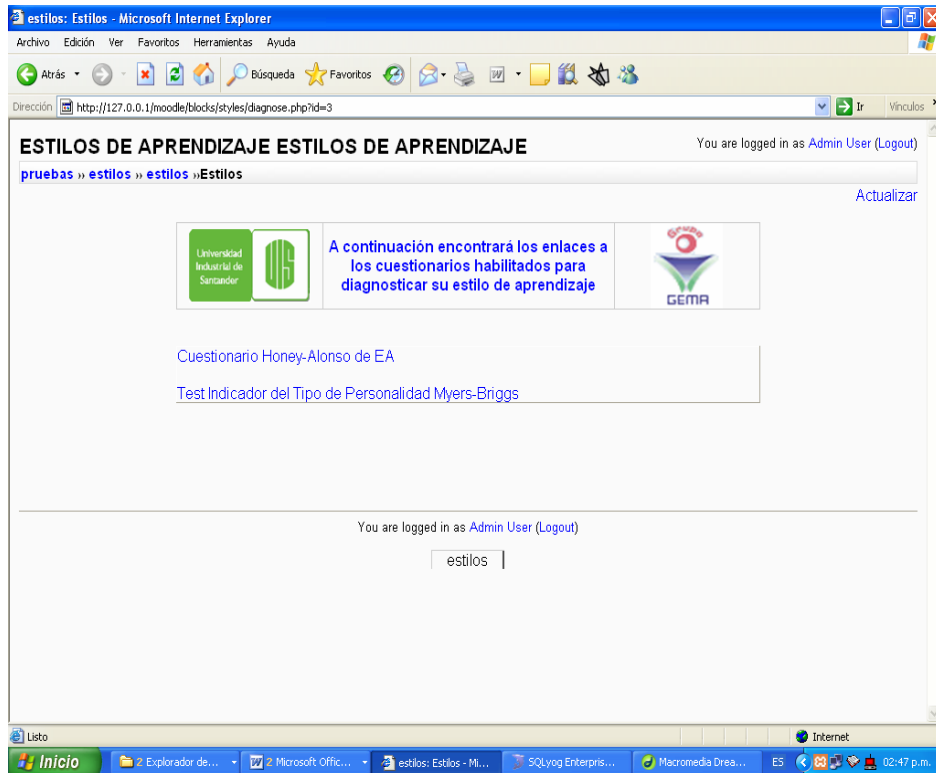 estilos: Estilos - Microsoft Internet Explorer
Archivo Edición Ver Favoritos Herramientas Ayuda
Atrás Búsqueda Favoritos
Dirección http://127.0.0.1/moodle/blocks/styles/diagnose.php?id=3 Ir Vínculos
ESTILOS DE APRENDIZAJE ESTILOS DE APRENDIZAJE
You are logged in as Admin User (Logout)
pruebas » estilos » estilos »Estilos
Actualizar
Universidad
Industrial de
Santander
UIS
A continuación encontrará los enlaces a
los cuestionarios habilitados para
diagnosticar su estilo de aprendizaje
Grupo
GEMA
Cuestionario Honey-Alonso de EA
Test Indicador del Tipo de Personalidad Myers-Briggs
You are logged in as Admin User (Logout)
estilos
Listo Internet
Inicio 2 Explorador de... 2 Microsoft Offic... estilos: Estilos - Mi... SQLyog Enterpris... Macromedia Drea... ES 02:47 p.m.